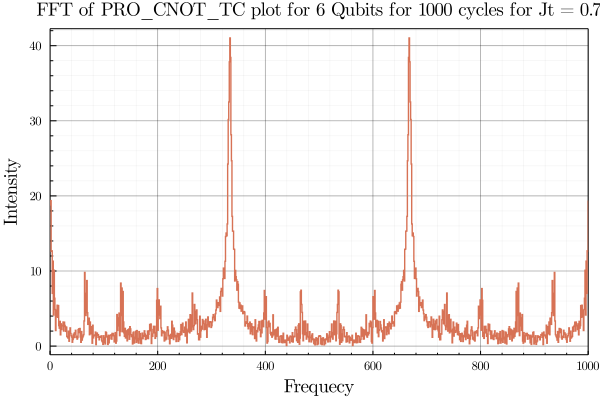 FFT of PRO_CNOT_TC plot for 6 Qubits for 1000 cycles for Jt = 0.7
Intensity
40
30
20
10
0
0 200 400 600 800 1000
Frequecy